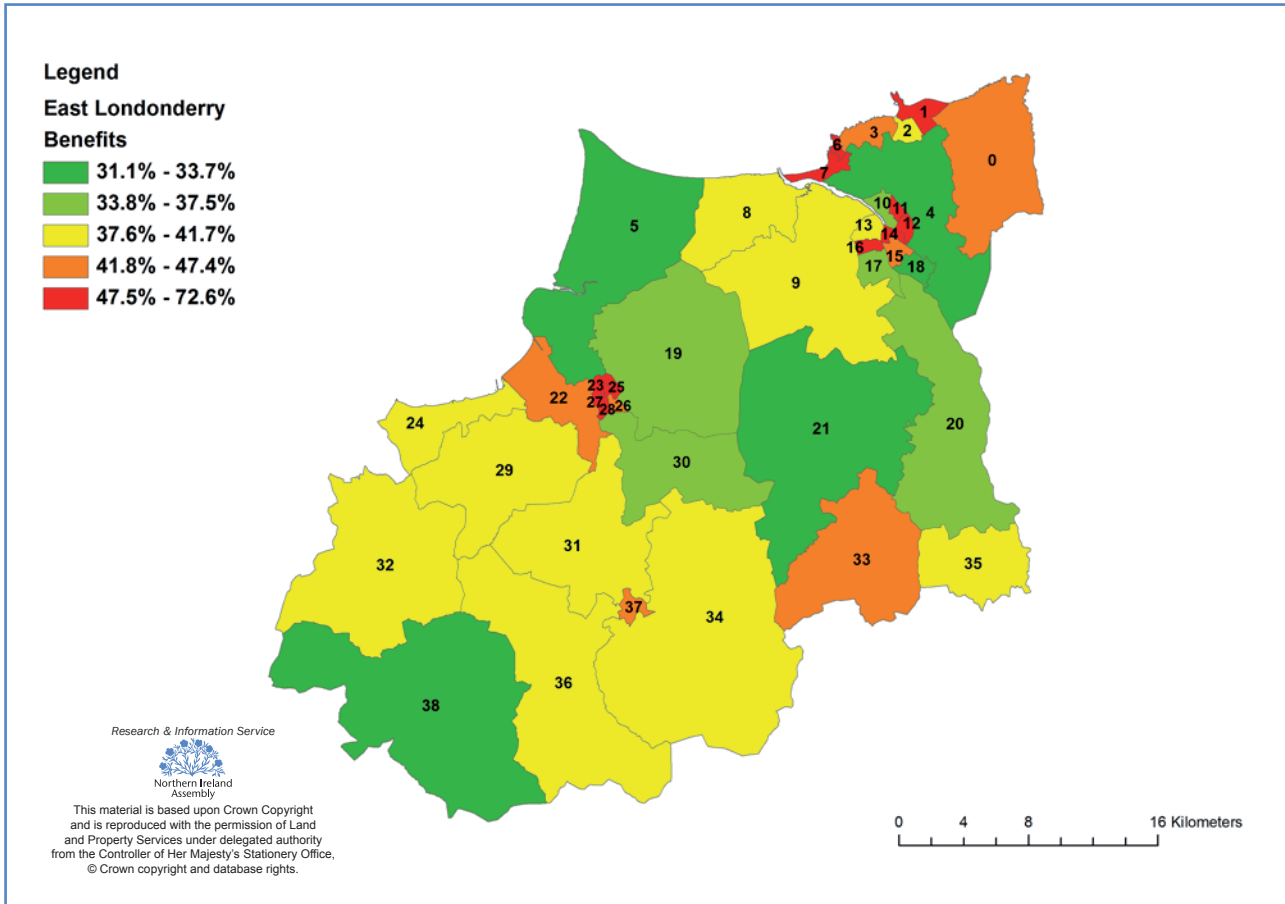 Legend
East Londonderry
Benefits
31.1% - 33.7%
33.8% - 37.5%
37.6% - 41.7%
41.8% - 47.4%
47.5% - 72.6%
1
2
3
0
6
7
10
11
4
12
5
8
13
14
16
15
17
18
9
19
23
25
22
27
28
26
24
21
20
29
30
31
32
33
35
37
34
36
38
Research & Information Service
Northern Ireland
Assembly
This material is based upon Crown Copyright
and is reproduced with the permission of Land
and Property Services under delegated authority
from the Controller of Her Majesty's Stationery Office,
© Crown copyright and database rights.
0 4 8 16 Kilometers